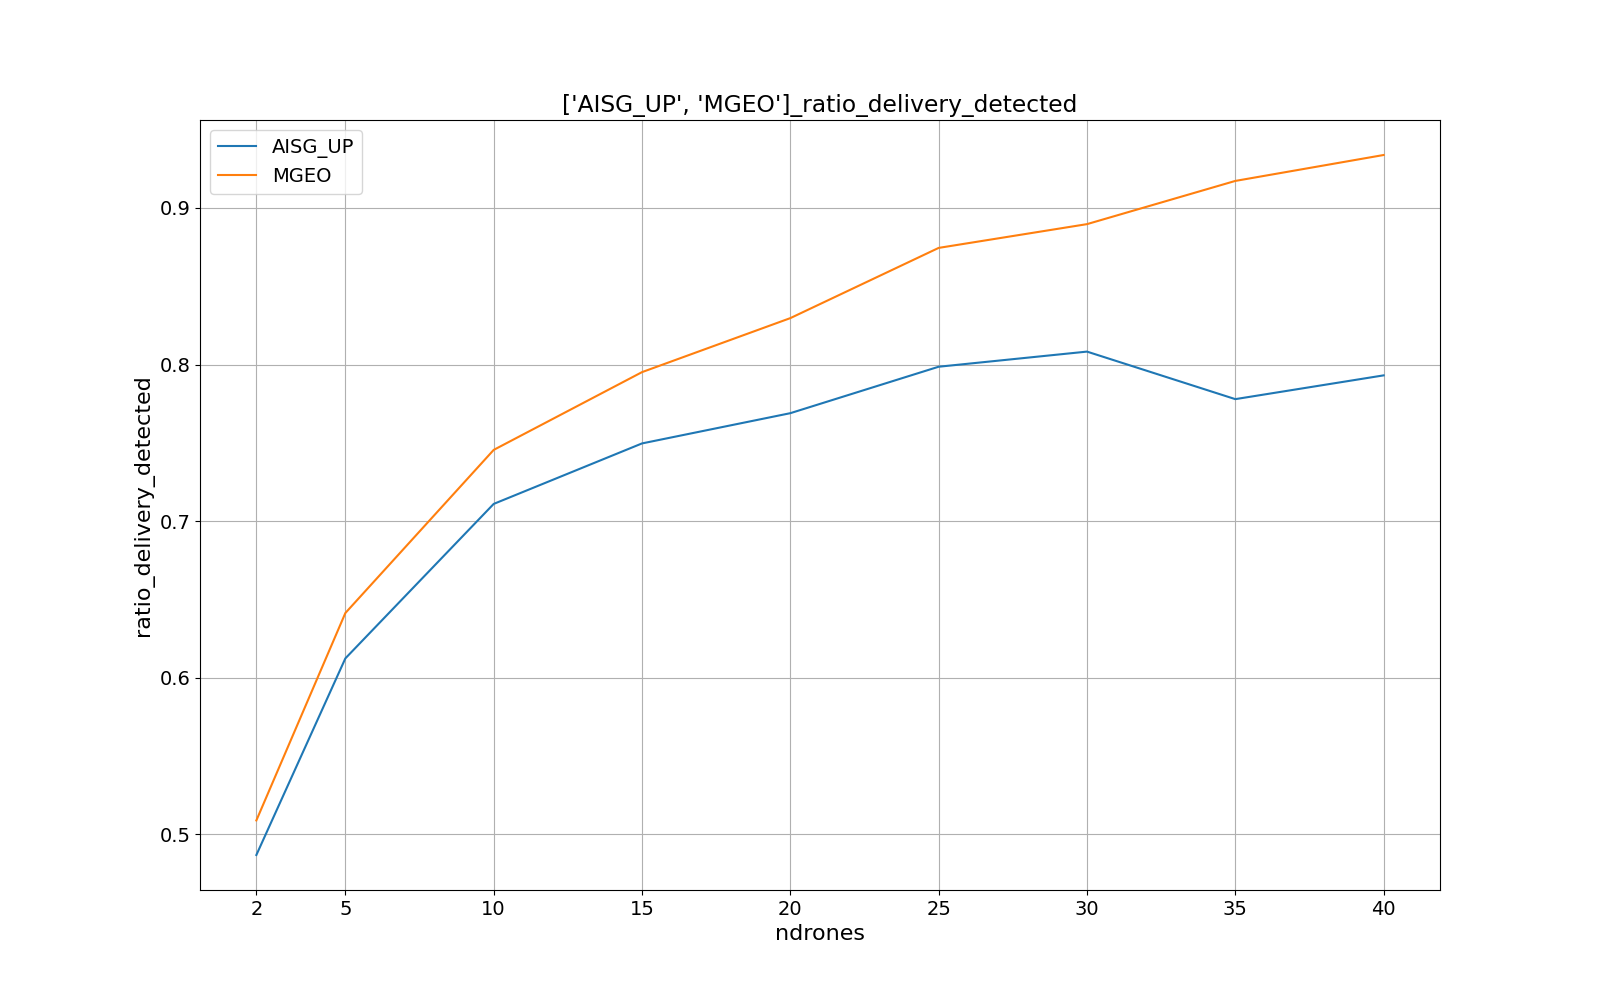 ['AISG_UP', 'MGEO']_ratio_delivery_detected
AISG_UP
MGEO
ratio_delivery_detected
0.9
0.8
0.7
0.6
0.5
2 5 10 15 20 25 30 35 40
ndrones